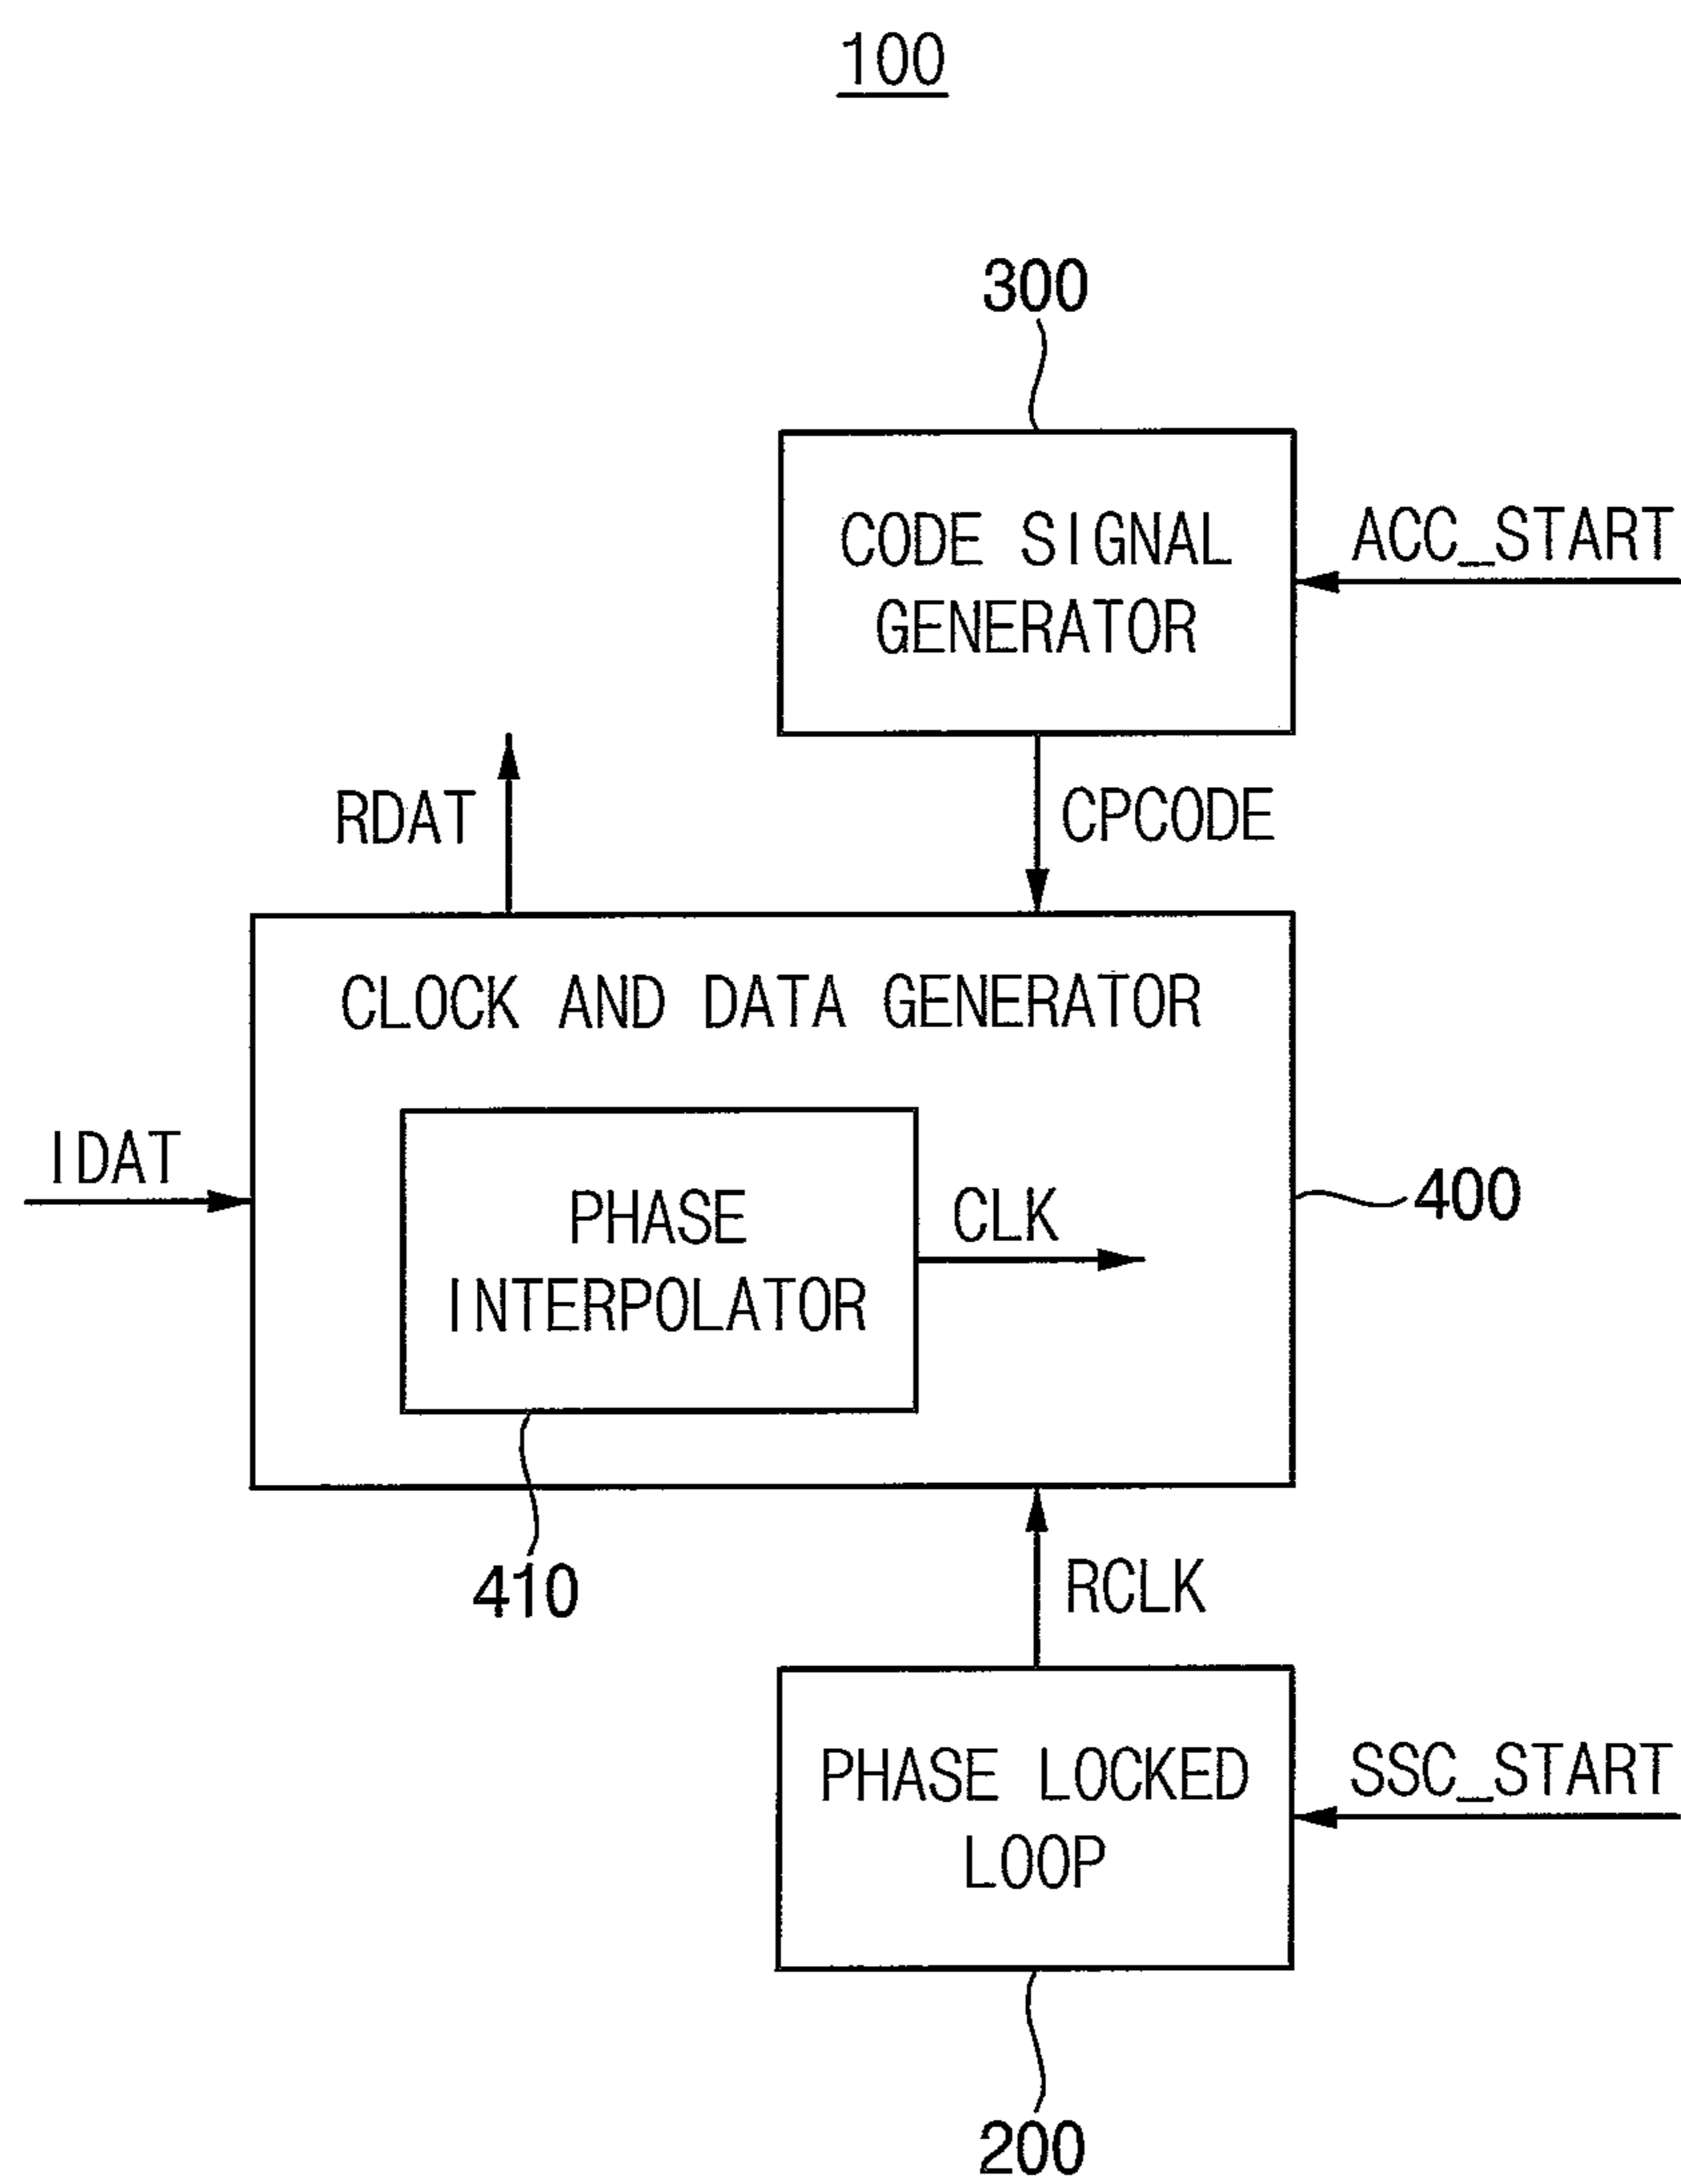 100
300
CODE SIGNAL
GENERATOR
ACC_START
RDAT
CPCODE
CLOCK AND DATA GENERATOR
IDAT
PHASE
INTERPOLATOR
CLK
400
410
RCLK
PHASE LOCKED
LOOP
SSC_START
200